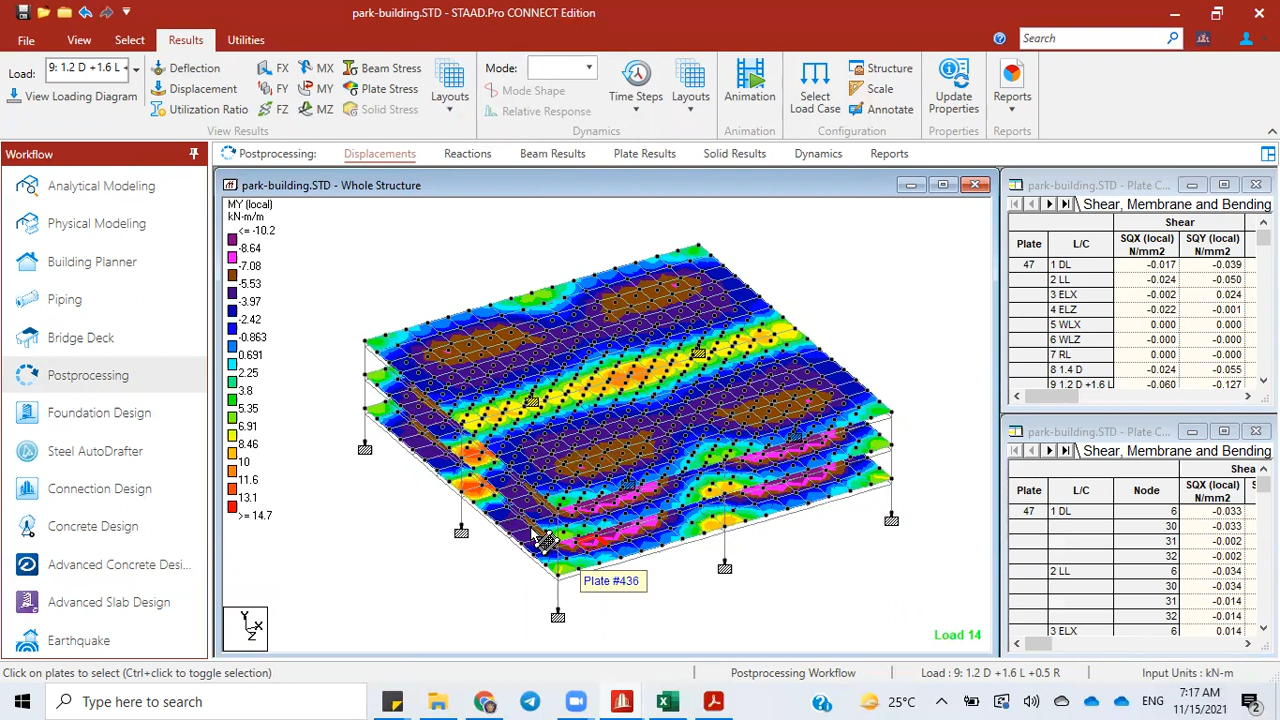 park-building.STD - STAAD.Pro CONNECT Edition
File View Select Results Utilities
Search
Load: 9: 1.2 D +1.6 L +
View Loading Diagram
Deflection
Displacement
Utilization Ratio
FX
FY
FZ
MX
MY
MZ
Beam Stress
Plate Stress
Solid Stress
Layouts
View Results
Mode:
Mode Shape
Relative Response
Time Steps
Layouts
Dynamics
Animation
Animation
Select Load Case
Structure
Scale
Annotate
Configuration
Update Properties
Properties
Reports
Reports
Workflow
Analytical Modeling
Physical Modeling
Building Planner
Piping
Bridge Deck
Postprocessing
Foundation Design
Steel AutoDrafter
Connection Design
Concrete Design
Advanced Concrete Desi...
Advanced Slab Design
Earthquake
Postprocessing: Displacements Reactions Beam Results Plate Results Solid Results Dynamics Reports
park-building.STD - Whole Structure
MY (local)
kN-m/m
<= -10.2
-8.64
-7.08
-5.53
-3.97
-2.42
-0.863
0.691
2.25
3.8
5.35
6.91
8.46
10
11.6
13.1
>= 14.7
Plate #436
Y
X
Z
Load 14
park-building.STD - Plate C...
Shear, Membrane and Bending
Shear
Plate L/C SQX (local) N/mm2 SQY (local) N/mm2
47 1 DL -0.017 -0.039
2 LL -0.024 -0.050
3 ELX -0.002 0.024
4 ELZ -0.022 -0.001
5 WLX 0.000 0.000
6 WLZ 0.000 0.000
7 RL 0.000 0.000
8 1.4 D -0.024 -0.055
9 1.2 D +1.6 L -0.060 -0.127
park-building.STD - Plate C...
Shear, Membrane and Bending
Shea
Plate L/C Node SQX (local) N/mm2
47 1 DL 6 -0.033
30 -0.033
31 -0.002
32 -0.002
2 LL 6 -0.034
30 -0.034
31 -0.014
32 -0.014
3 ELX 6 0.014
Click on plates to select (Ctrl+click to toggle selection)
Postprocessing Workflow
Load : 9: 1.2 D +1.6 L +0.5 R
Input Units : kN-m
Type here to search
25°C
ENG
7:17 AM
11/15/2021
2